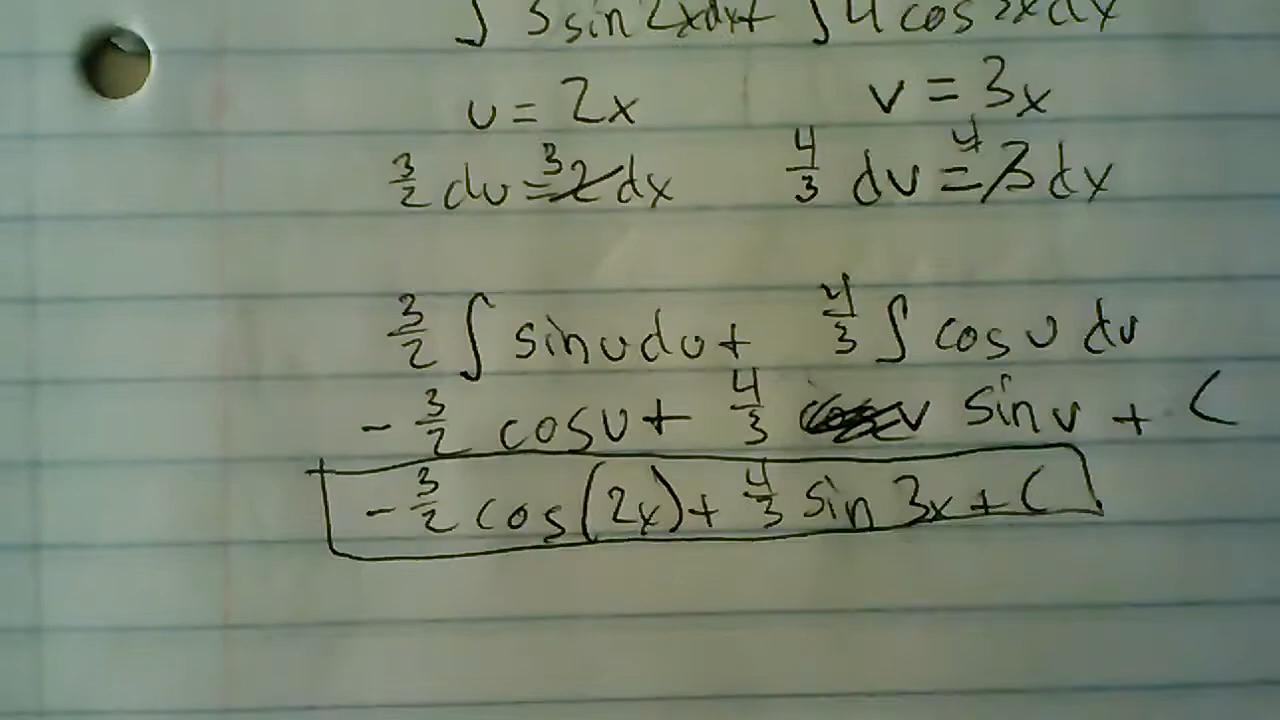 ∫ 3 sin 2x dx + ∫ 4 cos 3x dx
u = 2x v = 3x
3/2 du = 3 2 dx 4/3 dv = 4 3 dx
3/2 ∫ sin u du + 4/3 ∫ cos v dv
- 3/2 cos u + 4/3 v sin v + C
- 3/2 cos(2x) + 4/3 sin 3x + C